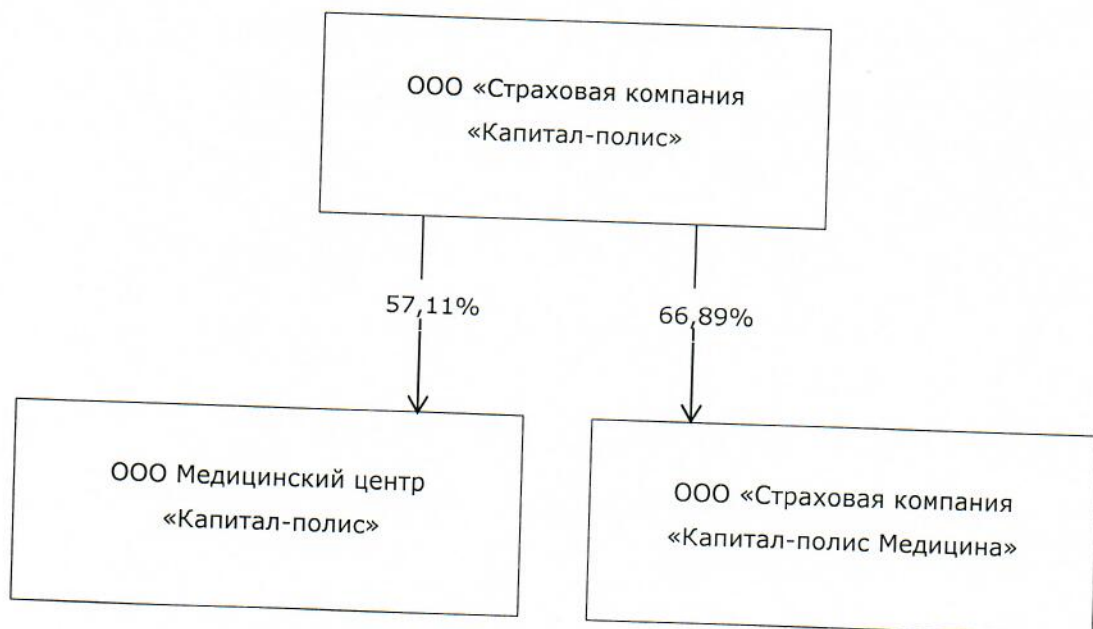 ООО «Страховая компания
«Капитал-полис»
57,11%
66,89%
ООО Медицинский центр
«Капитал-полис»
ООО «Страховая компания
«Капитал-полис Медицина»